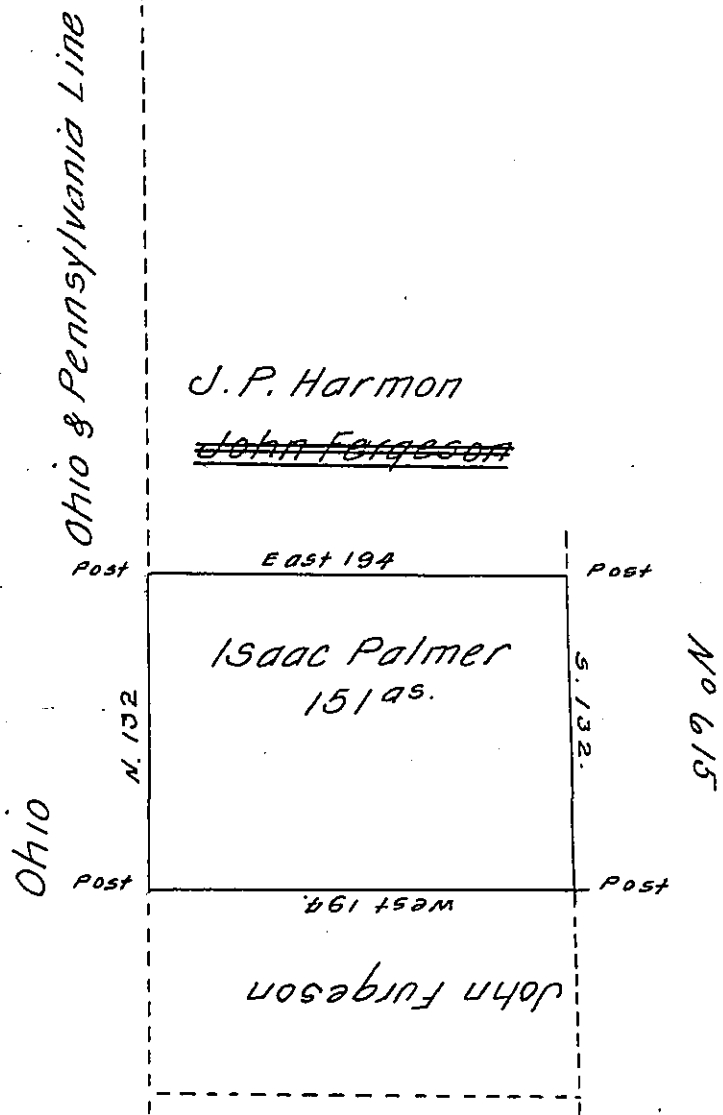 Ohio & Pennsylvania Line
J. P. Harmon
John Fergeson
Post
East 194
Post
Isaac Palmer
151 as.
N. 132
S. 132.
No 615
Ohio
Post
West 194.
Post
John Furgeson